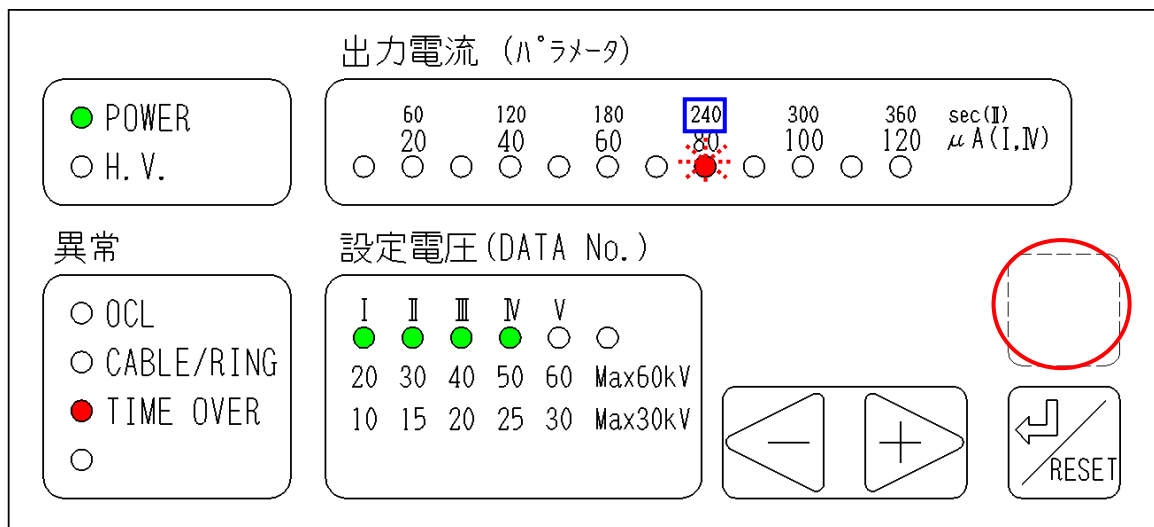 出力電流 (パラメータ)
POWER
H.V.
60 120 180 240 300 360 sec(Ⅱ)
20 40 60 80 100 120 μA(Ⅰ,Ⅳ)
異常
OCL
CABLE/RING
TIME OVER
設定電圧(DATA No.)
Ⅰ Ⅱ Ⅲ Ⅳ Ⅴ
20 30 40 50 60 Max60kV
10 15 20 25 30 Max30kV
− +
RESET